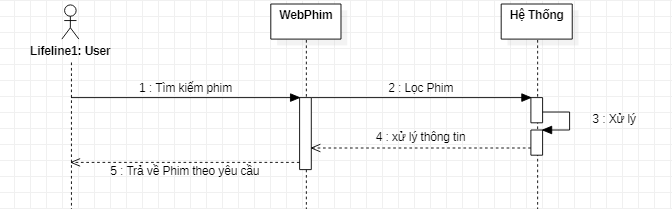 WebPhim
Hệ Thống
Lifeline1: User
1 : Tìm kiếm phim
2 : Lọc Phim
3 : Xử lý
4 : xử lý thông tin
5 : Trả về Phim theo yêu cầu